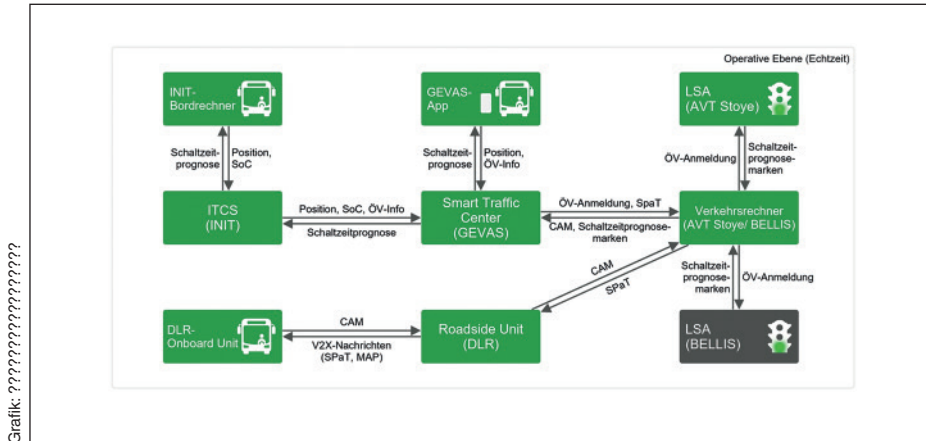 Operative Ebene (Echtzeit)
INIT-
Bordrechner
GEVAS-
App
LSA
(AVT Stoye)
Schaltzeit-
prognose
Position,
SoC
Schaltzeit-
prognose
Position,
ÖV-Info
ÖV-Anmeldung
Schaltzeit-
prognose-
marken
ITCS
(INIT)
Position, SoC, ÖV-Info
Schaltzeitprognose
Smart Traffic
Center
(GEVAS)
ÖV-Anmeldung, SpaT
CAM, Schaltzeitprognose-
marken
Verkehrsrechner
(AVT Stoye/ BELLIS)
CAM
SPaT
Schaltzeit-
prognose-
marken
ÖV-Anmeldung
DLR-
Onboard Unit
CAM
V2X-Nachrichten
(SPaT, MAP)
Roadside Unit
(DLR)
LSA
(BELLIS)
Grafik: ???????????????????